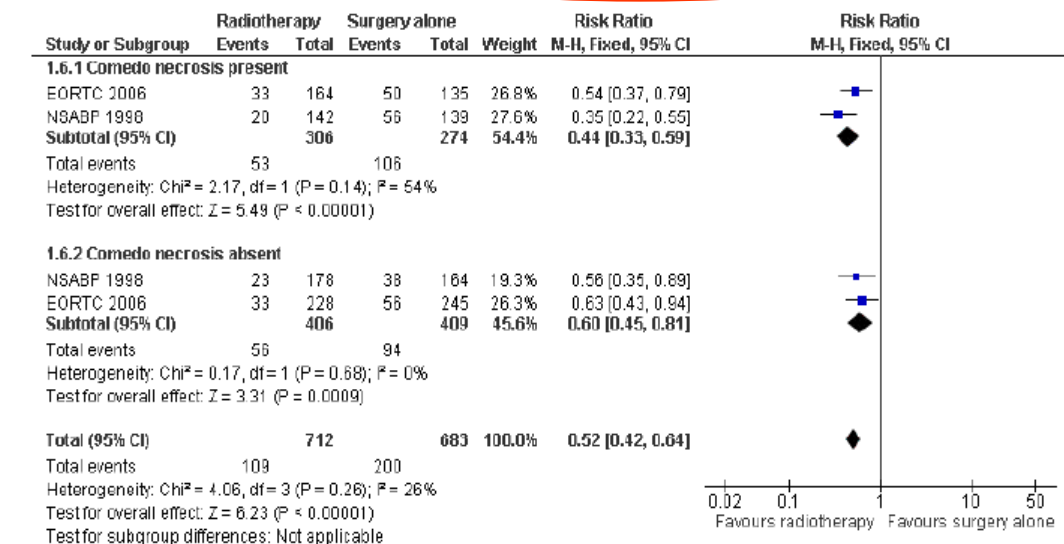 Radiotherapy Surgery alone Risk Ratio Risk Ratio
Study or Subgroup Events Total Events Total Weight M-H, Fixed, 95% CI M-H, Fixed, 95% CI
1.6.1 Comedo necrosis present
EORTC 2006 33 164 50 135 26.8% 0.54 [0.37, 0.79]
NSABP 1998 20 142 56 139 27.6% 0.35 [0.22, 0.55]
Subtotal (95% CI) 306 274 54.4% 0.44 [0.33, 0.59]
Total events 53 106
Heterogeneity: Chi² = 2.17, df = 1 (P = 0.14); I² = 54%
Test for overall effect: Z = 5.49 (P < 0.00001)
1.6.2 Comedo necrosis absent
NSABP 1998 23 178 38 164 19.3% 0.56 [0.35, 0.89]
EORTC 2006 33 228 56 245 26.3% 0.63 [0.43, 0.94]
Subtotal (95% CI) 406 409 45.6% 0.60 [0.45, 0.81]
Total events 56 94
Heterogeneity: Chi² = 0.17, df = 1 (P = 0.68); I² = 0%
Test for overall effect: Z = 3.31 (P = 0.0009)
Total (95% CI) 712 683 100.0% 0.52 [0.42, 0.64]
Total events 109 200
Heterogeneity: Chi² = 4.06, df = 3 (P = 0.26); I² = 26%
Test for overall effect: Z = 6.23 (P < 0.00001)
Test for subgroup differences: Not applicable
0.02 0.1 1 10 50
Favours radiotherapy Favours surgery alone